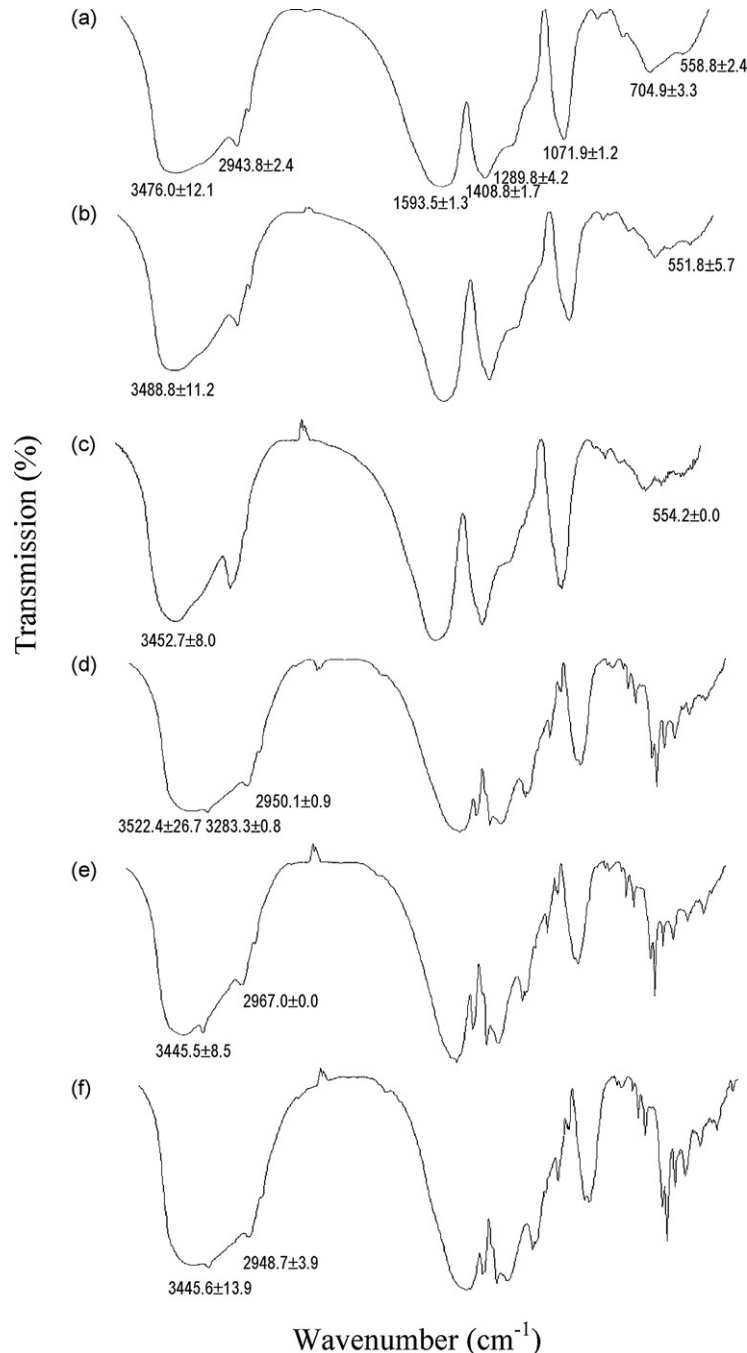 (a)
558.8±2.4
704.9±3.3
2943.8±2.4
1071.9±1.2
1289.8±4.2
3476.0±12.1
1593.5±1.3
1408.8±1.7
(b)
551.8±5.7
3488.8±11.2
(c)
554.2±0.0
3452.7±8.0
Transmission (%)
(d)
2950.1±0.9
3522.4±26.7 3283.3±0.8
(e)
2967.0±0.0
3445.5±8.5
(f)
2948.7±3.9
3445.6±13.9
Wavenumber (cm⁻¹)